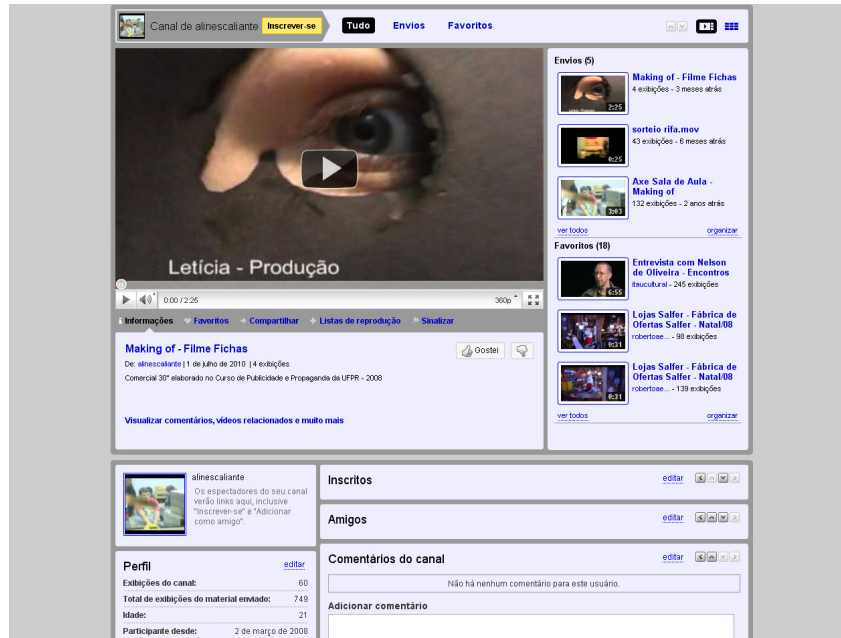 Canal de alinescaliante Inscrever-se Tudo Envios Favoritos
Letícia - Produção
0:00 / 2:25 360p
Informações Favoritos Compartilhar Listas de reprodução Sinalizar
Making of - Filme Fichas Gostei
De: alinescaliante | 1 de julho de 2010 | 4 exibições
Comercial 30" elaborado no Curso de Publicidade e Propaganda da UFPR - 2008
Visualizar comentários, vídeos relacionados e muito mais
Envios (5)
Making of - Filme Fichas
4 exibições - 3 meses atrás
2:25
sorteio rifa.mov
43 exibições - 6 meses atrás
0:25
Axe Sala de Aula -
Making of
132 exibições - 2 anos atrás
3:03
ver todos organizar
Favoritos (18)
Entrevista com Nelson
de Oliveira - Encontros
itaucultural - 245 exibições
6:55
Lojas Salfer - Fábrica de
Ofertas Salfer - Natal/08
robertoae... - 98 exibições
0:31
Lojas Salfer - Fábrica de
Ofertas Salfer - Natal/08
robertoae... - 139 exibições
0:31
ver todos organizar
alinescaliante
Os espectadores do seu canal
verão links aqui, inclusive
"Inscrever-se" e "Adicionar
como amigo".
Perfil editar
Exibições do canal: 60
Total de exibições do material enviado: 749
Idade: 21
Participante desde: 2 de março de 2008
Inscritos editar
Amigos editar
Comentários do canal editar
Não há nenhum comentário para este usuário.
Adicionar comentário